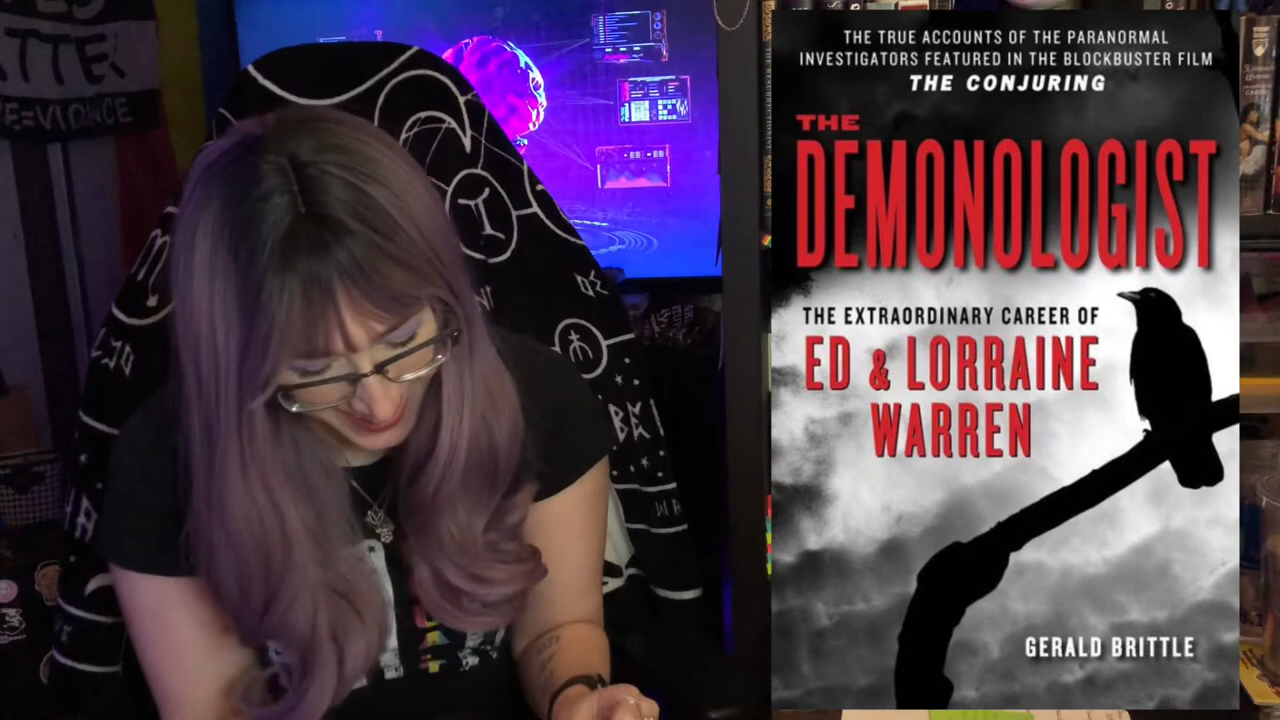 THE TRUE ACCOUNTS OF THE PARANORMAL
INVESTIGATORS FEATURED IN THE BLOCKBUSTER FILM
THE CONJURING
THE
DEMONOLOGIST
THE EXTRAORDINARY CAREER OF
ED & LORRAINE
WARREN
GERALD BRITTLE